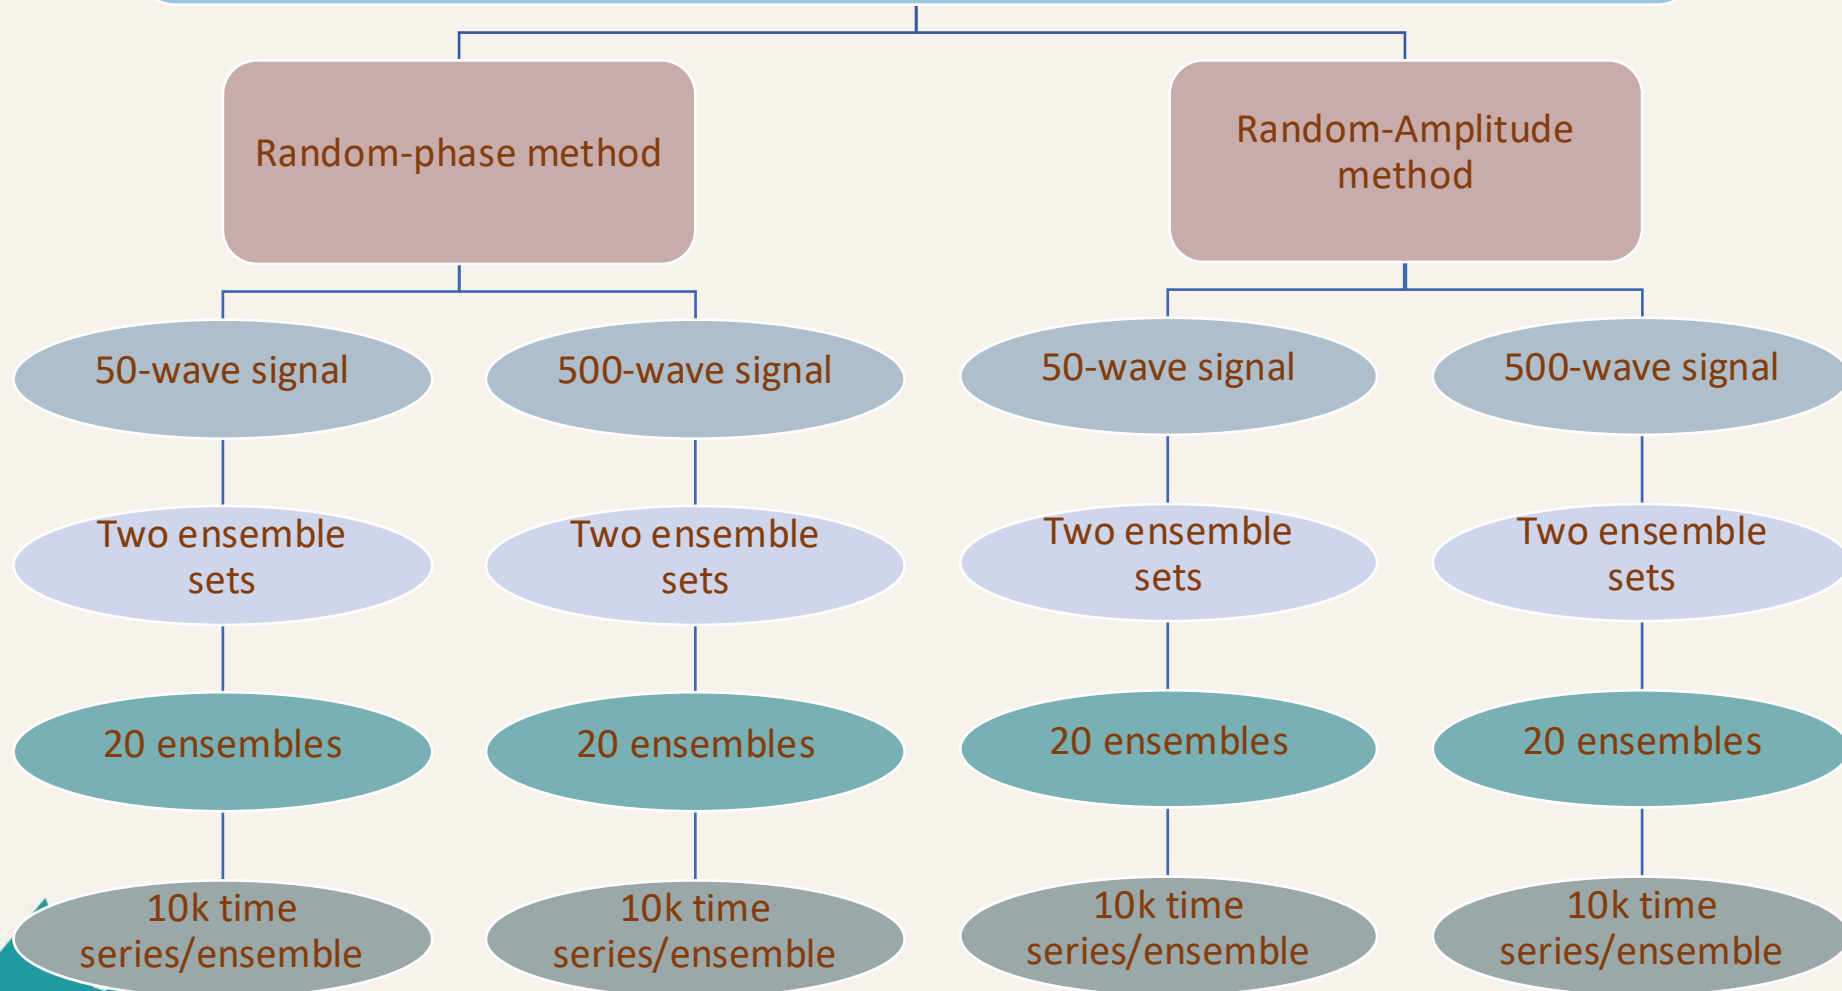 Random-phase method
Random-Amplitude
method
50-wave signal
500-wave signal
50-wave signal
500-wave signal
Two ensemble
sets
Two ensemble
sets
Two ensemble
sets
Two ensemble
sets
20 ensembles
20 ensembles
20 ensembles
20 ensembles
10k time
series/ensemble
10k time
series/ensemble
10k time
series/ensemble
10k time
series/ensemble